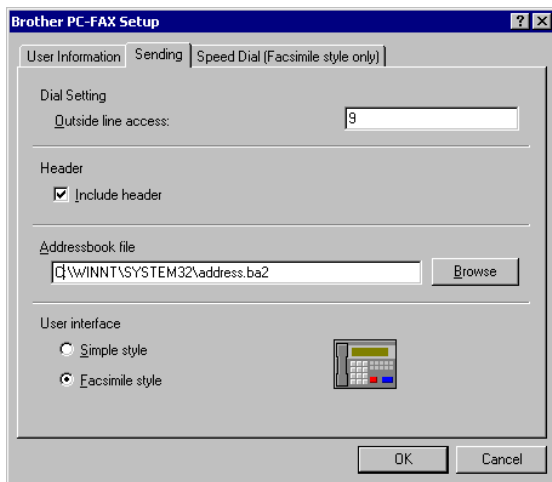 Brother PC-FAX Setup
User Information Sending Speed Dial (Facsimile style only)
Dial Setting
Outside line access: 9
Header
Include header
Addressbook file
C:\WINNT\SYSTEM32\address.ba2 Browse
User interface
Simple style
Facsimile style
OK Cancel